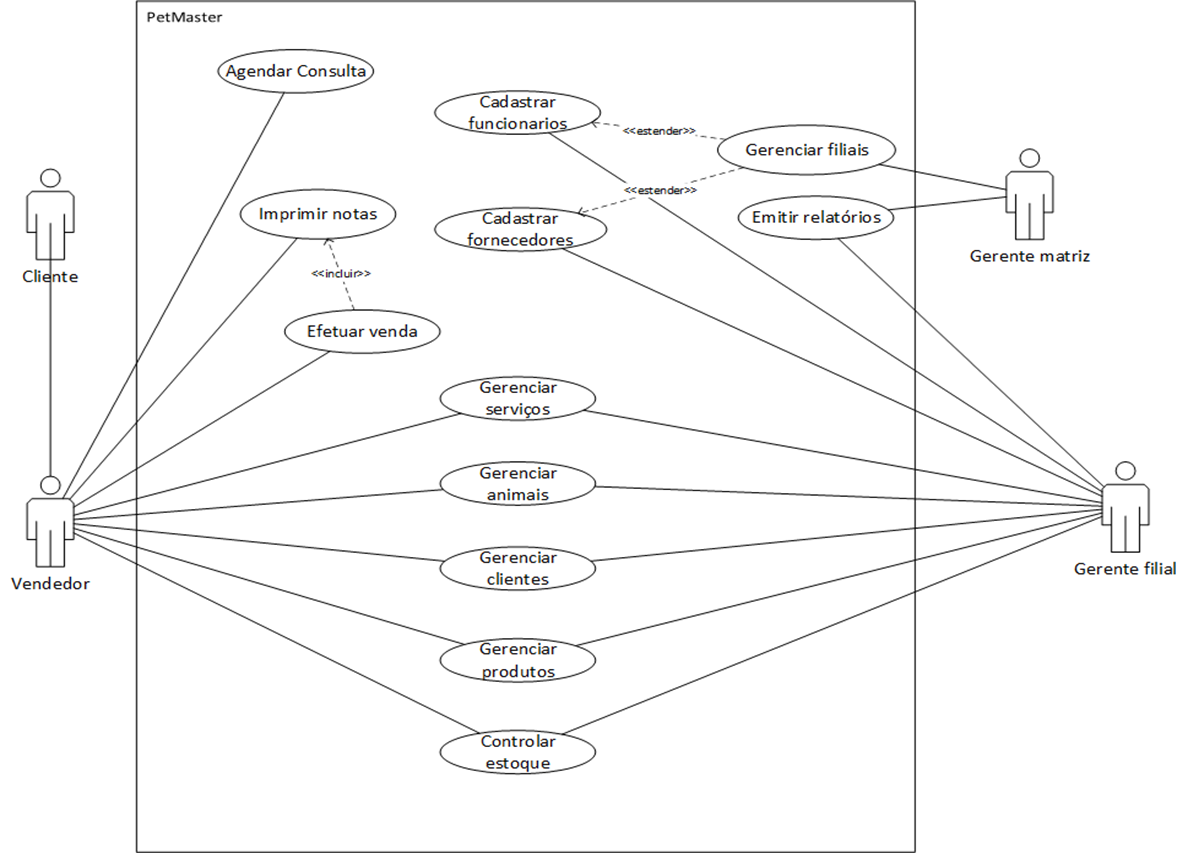 PetMaster
Agendar Consulta
Cadastrar
funcionarios
<<estender>>
Gerenciar filiais
<<estender>>
Imprimir notas
Cadastrar
fornecedores
Emitir relatórios
Gerente matriz
Cliente
<<incluir>>
Efetuar venda
Gerenciar
serviços
Gerenciar
animais
Gerenciar
clientes
Vendedor
Gerente filial
Gerenciar
produtos
Controlar
estoque